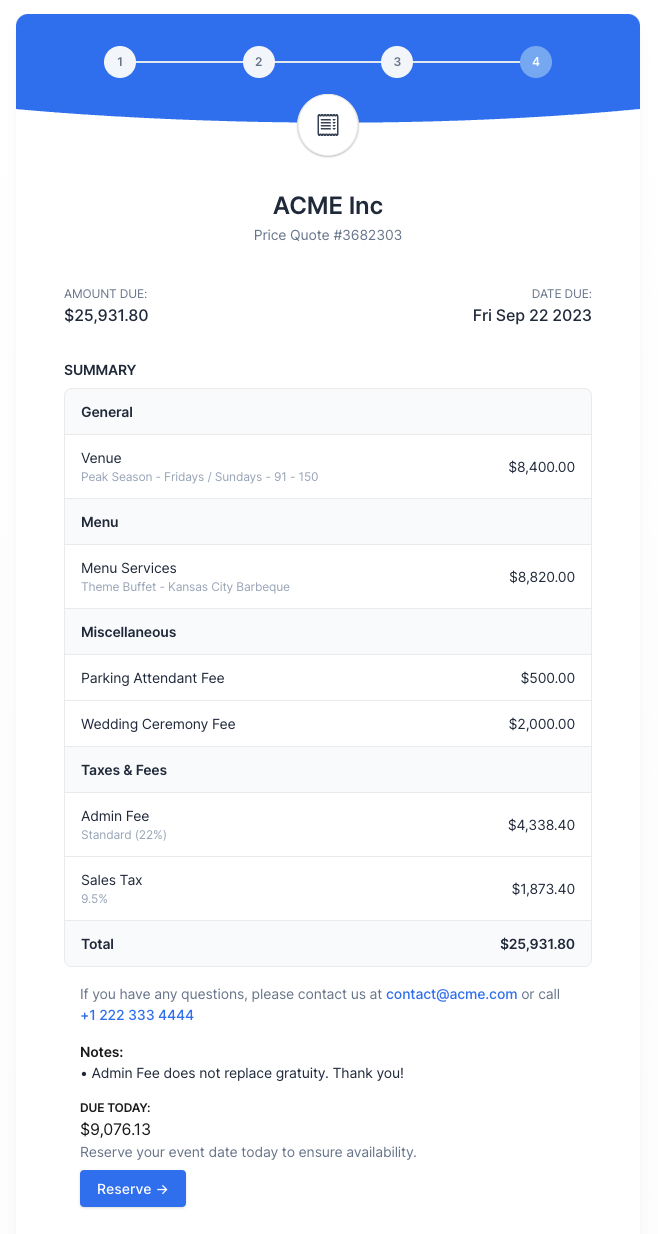 1 2 3 4
ACME Inc
Price Quote #3682303
AMOUNT DUE: DATE DUE:
$25,931.80 Fri Sep 22 2023
SUMMARY
General
Venue
Peak Season - Fridays / Sundays - 91 - 150
$8,400.00
Menu
Menu Services
Theme Buffet - Kansas City Barbeque
$8,820.00
Miscellaneous
Parking Attendant Fee $500.00
Wedding Ceremony Fee $2,000.00
Taxes & Fees
Admin Fee
Standard (22%)
$4,338.40
Sales Tax
9.5%
$1,873.40
Total $25,931.80
If you have any questions, please contact us at contact@acme.com or call
+1 222 333 4444
Notes:
• Admin Fee does not replace gratuity. Thank you!
DUE TODAY:
$9,076.13
Reserve your event date today to ensure availability.
Reserve →